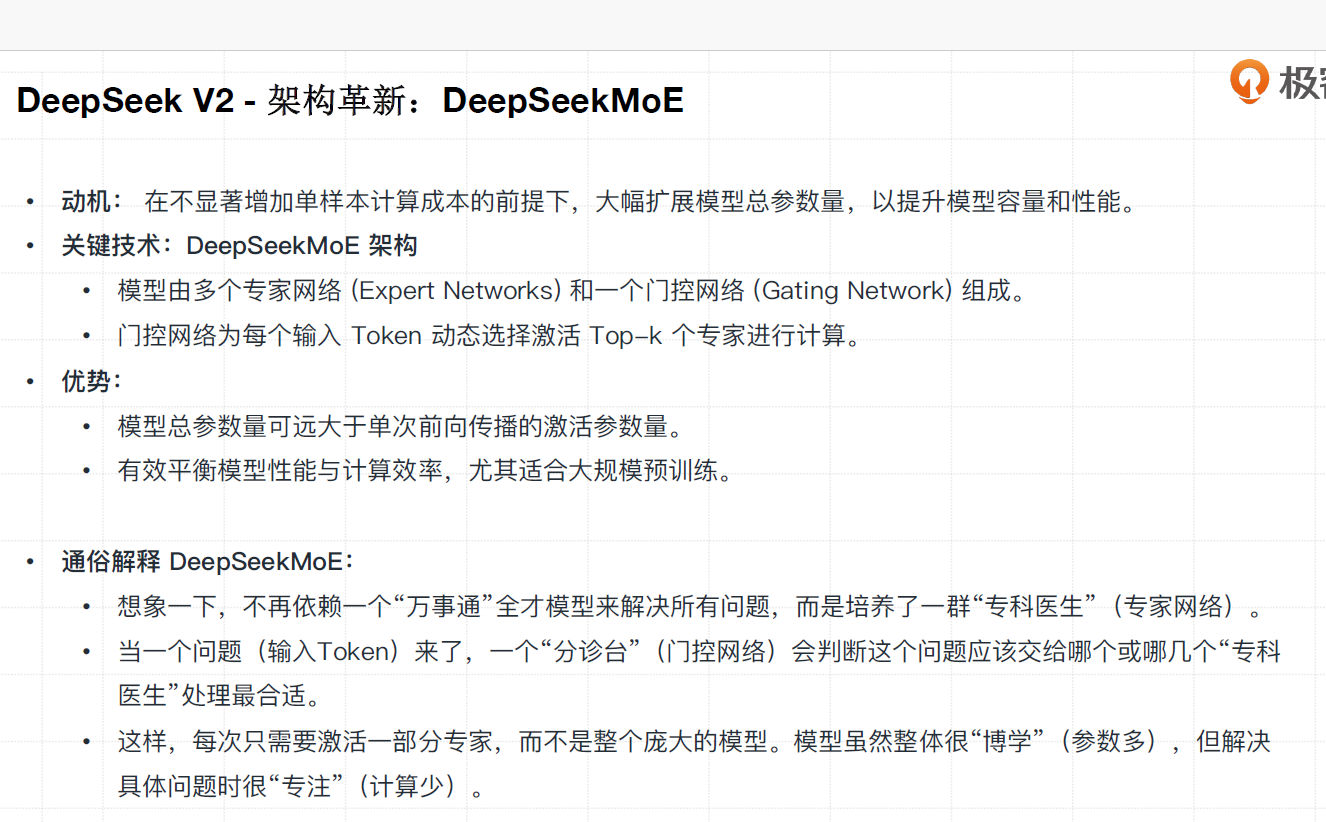 DeepSeek V2 - 架构革新：DeepSeekMoE
极客
• 动机： 在不显著增加单样本计算成本的前提下，大幅扩展模型总参数量，以提升模型容量和性能。
• 关键技术：DeepSeekMoE 架构
• 模型由多个专家网络 (Expert Networks) 和一个门控网络 (Gating Network) 组成。
• 门控网络为每个输入 Token 动态选择激活 Top-k 个专家进行计算。
• 优势：
• 模型总参数量可远大于单次前向传播的激活参数量。
• 有效平衡模型性能与计算效率，尤其适合大规模预训练。
• 通俗解释 DeepSeekMoE：
• 想象一下，不再依赖一个“万事通”全才模型来解决所有问题，而是培养了一群“专科医生”（专家网络）。
• 当一个问题（输入Token）来了，一个“分诊台”（门控网络）会判断这个问题应该交给哪个或哪几个“专科
医生”处理最合适。
• 这样，每次只需要激活一部分专家，而不是整个庞大的模型。模型虽然整体很“博学”（参数多），但解决
具体问题时很“专注”（计算少）。